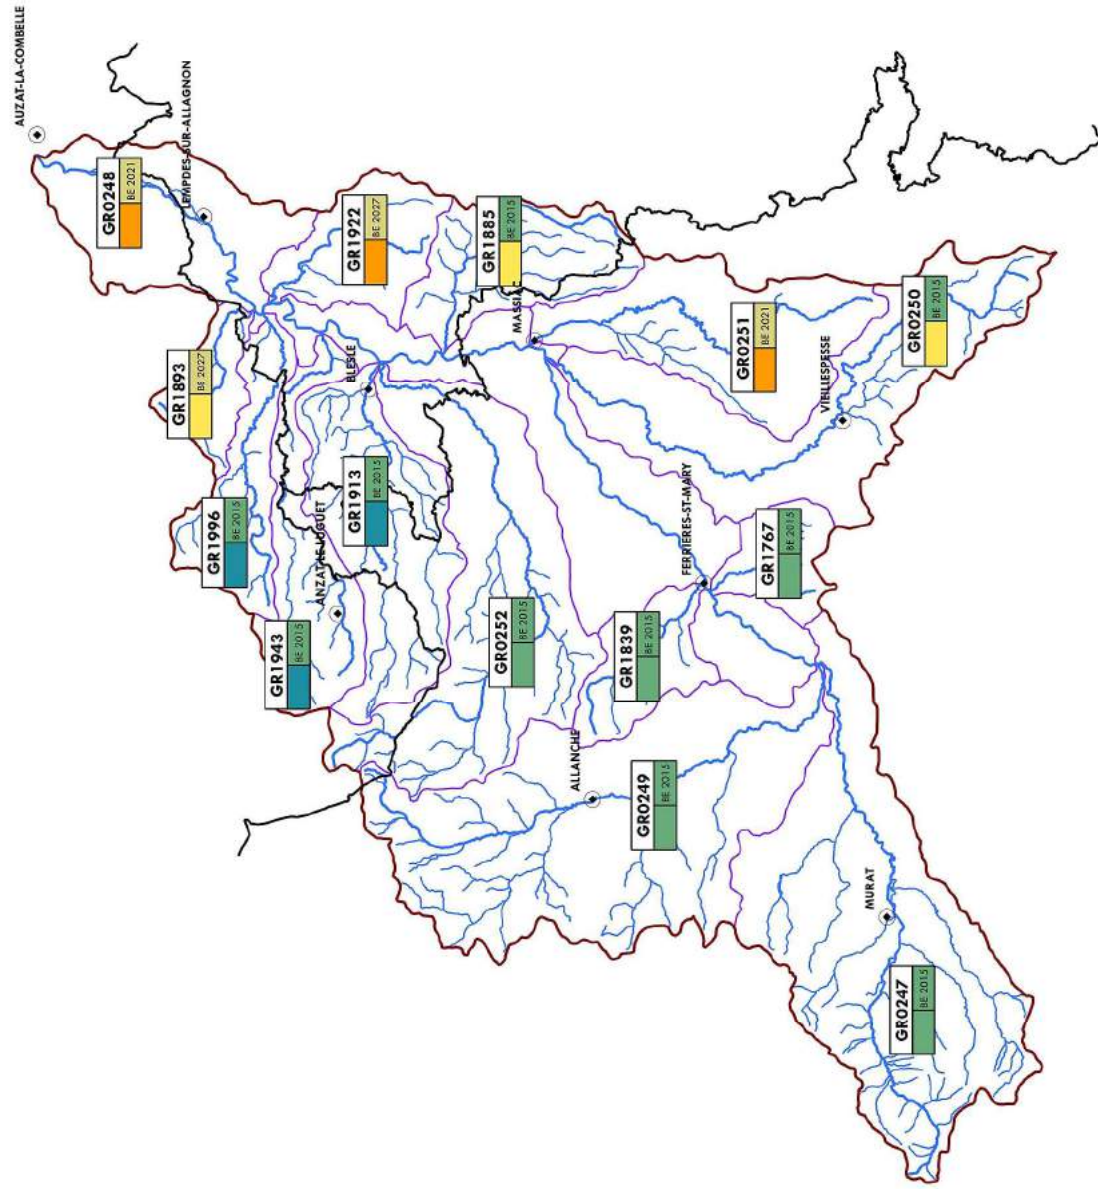 AUZAT-LA-COMBELLE
GR0248
BE 2021
LEMPDES-SUR-ALLAGNON
GR1893
BE 2027
GR1996
BE 2015
GR1943
BE 2015
ANZAT-LE-LUGUET
GR1913
BE 2015
BLESLE
GR1922
BE 2027
GR1885
BE 2015
GR0252
BE 2015
ALLANCHE
GR1839
BE 2015
GR0249
BE 2015
FERRIERES-ST-MARY
GR0251
BE 2021
GR1767
BE 2015
VIEILLESPESSE
MURAT
GR0247
BE 2015
GR0250
BE 2015